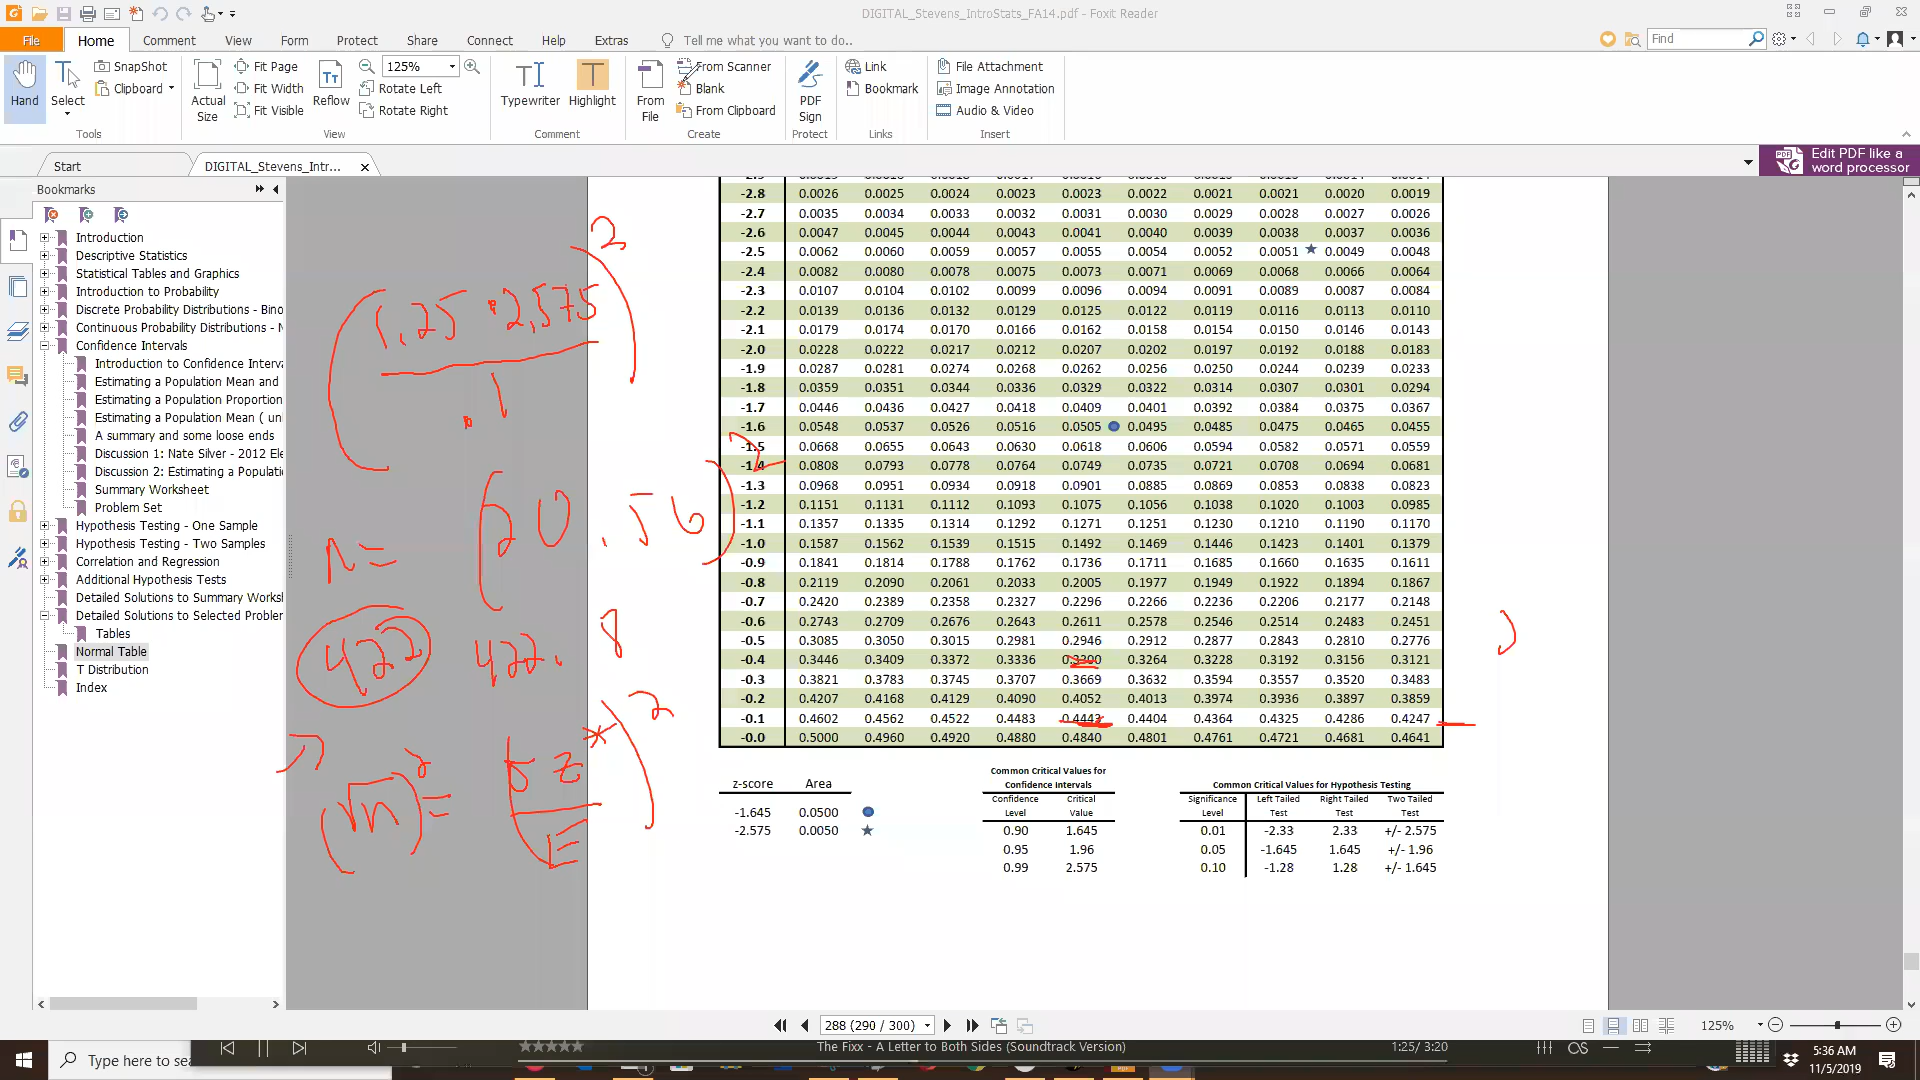 DIGITAL_Stevens_IntroStats_FA14.pdf - Foxit Reader
File Home Comment View Form Protect Share Connect Help Extras Tell me what you want to do.. Find
Hand
Select
SnapShot
Clipboard
Tools
Actual Size
Fit Page
Fit Width
Fit Visible
Reflow
125%
Rotate Left
Rotate Right
View
Typewriter
Highlight
Comment
From File
From Scanner
Blank
From Clipboard
Create
PDF Sign
Protect
Link
Bookmark
Links
File Attachment
Image Annotation
Audio & Video
Insert
Start
DIGITAL_Stevens_Intr...
Edit PDF like a
word processor
Bookmarks
Introduction
Descriptive Statistics
Statistical Tables and Graphics
Introduction to Probability
Discrete Probability Distributions - Bino
Continuous Probability Distributions - N
Confidence Intervals
Introduction to Confidence Interva
Estimating a Population Mean and
Estimating a Population Proportion
Estimating a Population Mean ( un
A summary and some loose ends
Discussion 1: Nate Silver - 2012 Ele
Discussion 2: Estimating a Populati
Summary Worksheet
Problem Set
Hypothesis Testing - One Sample
Hypothesis Testing - Two Samples
Correlation and Regression
Additional Hypothesis Tests
Detailed Solutions to Summary Works
Detailed Solutions to Selected Problem
Tables
Normal Table
T Distribution
Index
(1.25 · 2.575
.1
)2
n = (20.56)2
422 422.8
(√n)2 = (σ z*
E
)2
-2.8 0.0026 0.0025 0.0024 0.0023 0.0023 0.0022 0.0021 0.0021 0.0020 0.0019
-2.7 0.0035 0.0034 0.0033 0.0032 0.0031 0.0030 0.0029 0.0028 0.0027 0.0026
-2.6 0.0047 0.0045 0.0044 0.0043 0.0041 0.0040 0.0039 0.0038 0.0037 0.0036
-2.5 0.0062 0.0060 0.0059 0.0057 0.0055 0.0054 0.0052 0.0051 ★ 0.0049 0.0048
-2.4 0.0082 0.0080 0.0078 0.0075 0.0073 0.0071 0.0069 0.0068 0.0066 0.0064
-2.3 0.0107 0.0104 0.0102 0.0099 0.0096 0.0094 0.0091 0.0089 0.0087 0.0084
-2.2 0.0139 0.0136 0.0132 0.0129 0.0125 0.0122 0.0119 0.0116 0.0113 0.0110
-2.1 0.0179 0.0174 0.0170 0.0166 0.0162 0.0158 0.0154 0.0150 0.0146 0.0143
-2.0 0.0228 0.0222 0.0217 0.0212 0.0207 0.0202 0.0197 0.0192 0.0188 0.0183
-1.9 0.0287 0.0281 0.0274 0.0268 0.0262 0.0256 0.0250 0.0244 0.0239 0.0233
-1.8 0.0359 0.0351 0.0344 0.0336 0.0329 0.0322 0.0314 0.0307 0.0301 0.0294
-1.7 0.0446 0.0436 0.0427 0.0418 0.0409 0.0401 0.0392 0.0384 0.0375 0.0367
-1.6 0.0548 0.0537 0.0526 0.0516 0.0505 ● 0.0495 0.0485 0.0475 0.0465 0.0455
-1.5 0.0668 0.0655 0.0643 0.0630 0.0618 0.0606 0.0594 0.0582 0.0571 0.0559
-1.4 0.0808 0.0793 0.0778 0.0764 0.0749 0.0735 0.0721 0.0708 0.0694 0.0681
-1.3 0.0968 0.0951 0.0934 0.0918 0.0901 0.0885 0.0869 0.0853 0.0838 0.0823
-1.2 0.1151 0.1131 0.1112 0.1093 0.1075 0.1056 0.1038 0.1020 0.1003 0.0985
-1.1 0.1357 0.1335 0.1314 0.1292 0.1271 0.1251 0.1230 0.1210 0.1190 0.1170
-1.0 0.1587 0.1562 0.1539 0.1515 0.1492 0.1469 0.1446 0.1423 0.1401 0.1379
-0.9 0.1841 0.1814 0.1788 0.1762 0.1736 0.1711 0.1685 0.1660 0.1635 0.1611
-0.8 0.2119 0.2090 0.2061 0.2033 0.2005 0.1977 0.1949 0.1922 0.1894 0.1867
-0.7 0.2420 0.2389 0.2358 0.2327 0.2296 0.2266 0.2236 0.2206 0.2177 0.2148
-0.6 0.2743 0.2709 0.2676 0.2643 0.2611 0.2578 0.2546 0.2514 0.2483 0.2451
-0.5 0.3085 0.3050 0.3015 0.2981 0.2946 0.2912 0.2877 0.2843 0.2810 0.2776
-0.4 0.3446 0.3409 0.3372 0.3336 0.3300 0.3264 0.3228 0.3192 0.3156 0.3121
-0.3 0.3821 0.3783 0.3745 0.3707 0.3669 0.3632 0.3594 0.3557 0.3520 0.3483
-0.2 0.4207 0.4168 0.4129 0.4090 0.4052 0.4013 0.3974 0.3936 0.3897 0.3859
-0.1 0.4602 0.4562 0.4522 0.4483 0.4443 0.4404 0.4364 0.4325 0.4286 0.4247
-0.0 0.5000 0.4960 0.4920 0.4880 0.4840 0.4801 0.4761 0.4721 0.4681 0.4641
z-score Area
-1.645 0.0500 ●
-2.575 0.0050 ★
Common Critical Values for
Confidence Intervals
Confidence Level Critical Value
0.90 1.645
0.95 1.96
0.99 2.575
Common Critical Values for Hypothesis Testing
Significance Level Left Tailed Test Right Tailed Test Two Tailed Test
0.01 -2.33 2.33 +/- 2.575
0.05 -1.645 1.645 +/- 1.96
0.10 -1.28 1.28 +/- 1.645
288 (290 / 300)
125%
Type here to sea
The Fixx - A Letter to Both Sides (Soundtrack Version)
1:25/ 3:20
5:36 AM
11/5/2019